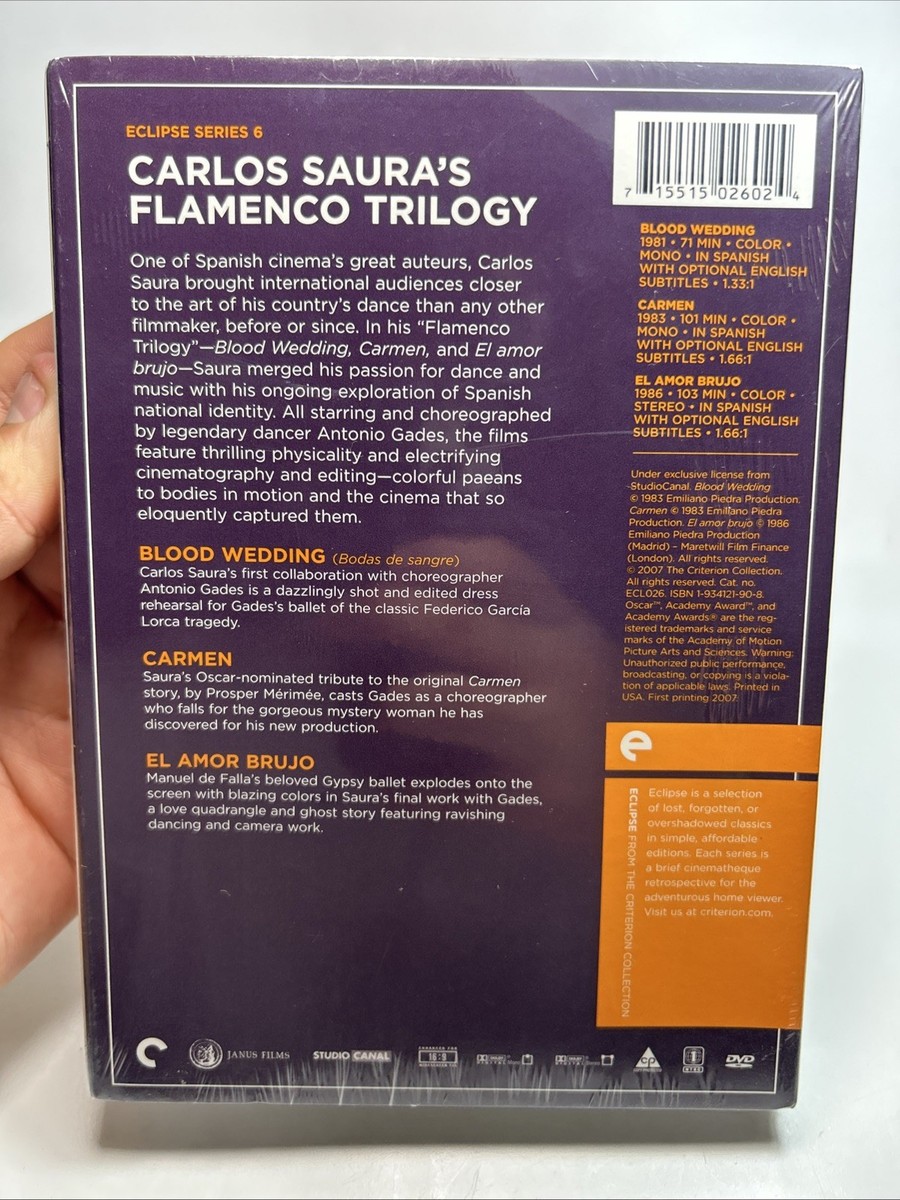 ECLIPSE SERIES 6
CARLOS SAURA'S
FLAMENCO TRILOGY
One of Spanish cinema's great auteurs, Carlos
Saura brought international audiences closer
to the art of his country's dance than any other
filmmaker, before or since. In his “Flamenco
Trilogy”—Blood Wedding, Carmen, and El amor
brujo—Saura merged his passion for dance and
music with his ongoing exploration of Spanish
national identity. All starring and choreographed
by legendary dancer Antonio Gades, the films
feature thrilling physicality and electrifying
cinematography and editing—colorful paeans
to bodies in motion and the cinema that so
eloquently captured them.
BLOOD WEDDING (Bodas de sangre)
Carlos Saura's first collaboration with choreographer
Antonio Gades is a dazzlingly shot and edited dress
rehearsal for Gades's ballet of the classic Federico García
Lorca tragedy.
CARMEN
Saura's Oscar-nominated tribute to the original Carmen
story, by Prosper Mérimée, casts Gades as a choreographer
who falls for the gorgeous mystery woman he has
discovered for his new production.
EL AMOR BRUJO
Manuel de Falla's beloved Gypsy ballet explodes onto the
screen with blazing colors in Saura's final work with Gades,
a love quadrangle and ghost story featuring ravishing
dancing and camera work.
7 15515 02602 4
BLOOD WEDDING
1981 • 71 MIN • COLOR •
MONO • IN SPANISH
WITH OPTIONAL ENGLISH
SUBTITLES • 1.33:1
CARMEN
1983 • 101 MIN • COLOR •
MONO • IN SPANISH
WITH OPTIONAL ENGLISH
SUBTITLES • 1.66:1
EL AMOR BRUJO
1986 • 103 MIN • COLOR •
STEREO • IN SPANISH
WITH OPTIONAL ENGLISH
SUBTITLES • 1.66:1
Under exclusive license from
StudioCanal. Blood Wedding
© 1983 Emiliano Piedra Production.
Carmen © 1983 Emiliano Piedra
Production. El amor brujo © 1986
Emiliano Piedra Production
(Madrid) – Maretwill Film Finance
(London). All rights reserved.
© 2007 The Criterion Collection.
All rights reserved. Cat. no.
ECL026. ISBN 1-934121-90-8.
Oscar™, Academy Award™, and
Academy Awards® are the reg-
istered trademarks and service
marks of the Academy of Motion
Picture Arts and Sciences. Warning:
Unauthorized public performance,
broadcasting, or copying is a viola-
tion of applicable laws. Printed in
USA. First printing 2007.
e
ECLIPSE FROM THE CRITERION COLLECTION
Eclipse is a selection
of lost, forgotten, or
overshadowed classics
in simple, affordable
editions. Each series is
a brief cinematheque
retrospective for the
adventurous home viewer.
Visit us at criterion.com.
JANUS FILMS
STUDIO CANAL
16:9
DOLBY DIGITAL
DOLBY DIGITAL
CP
1
NTSC
DVD